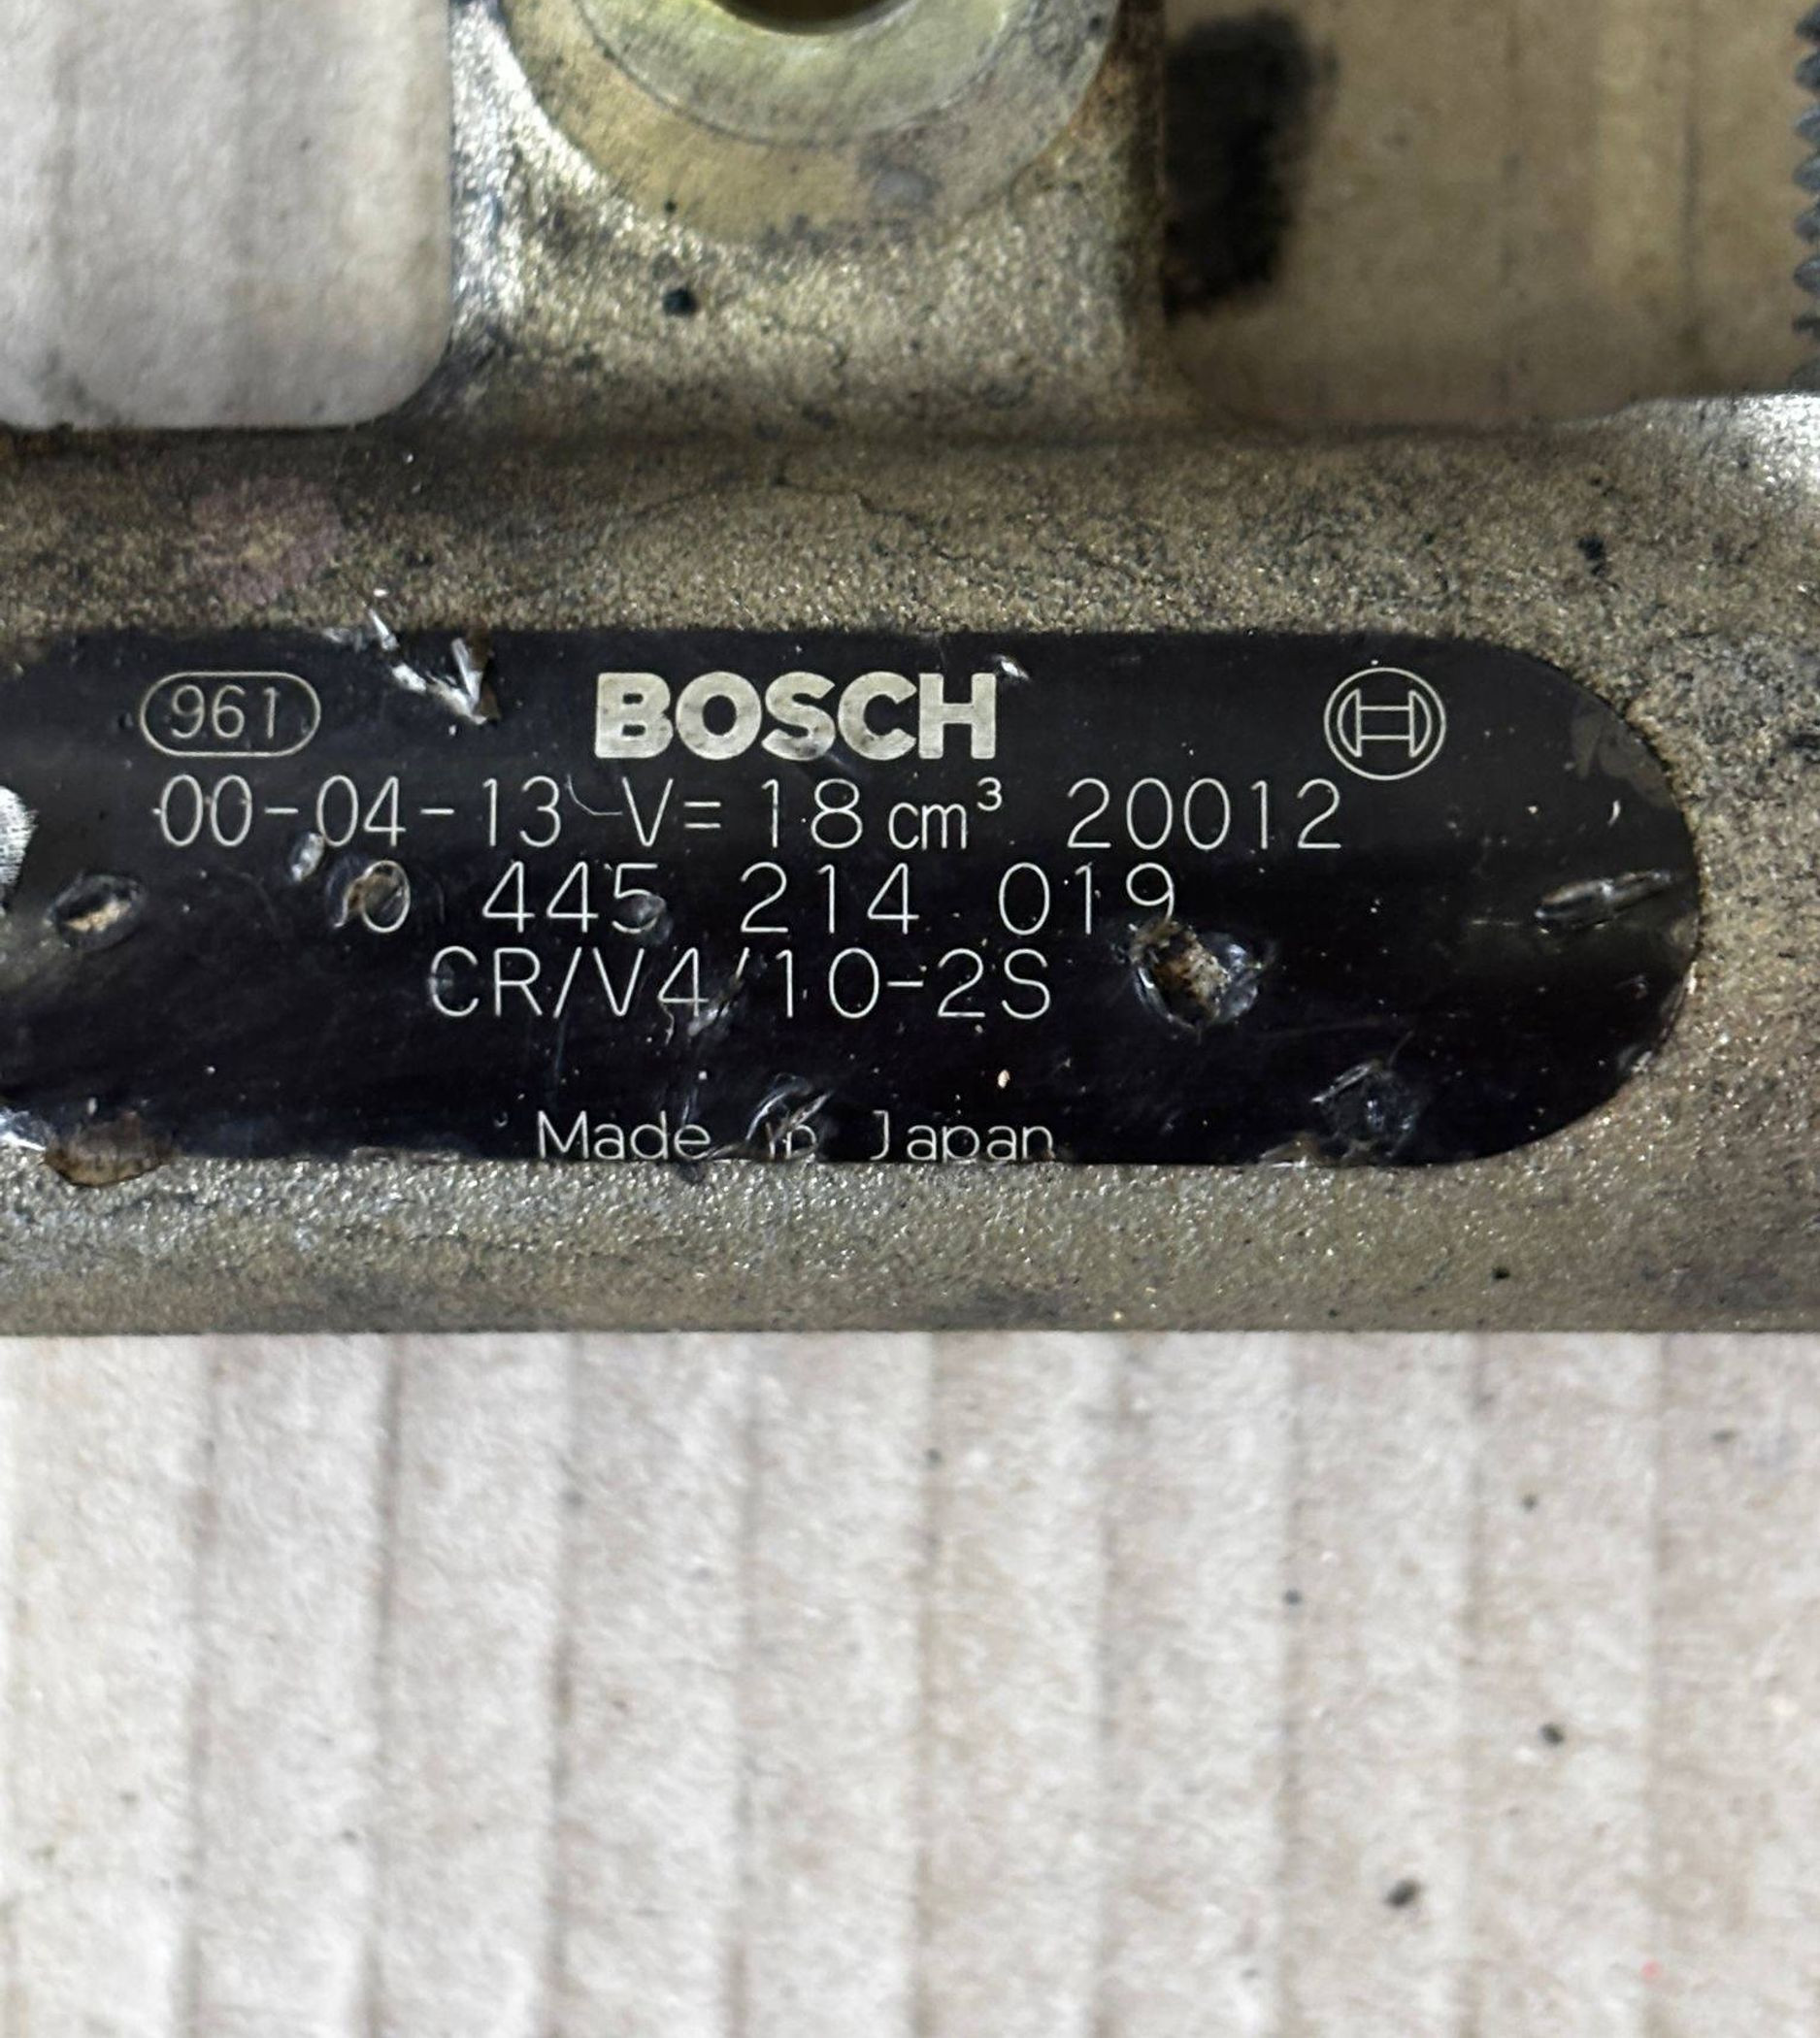 961 BOSCH
00-04-13 V= 18 cm³ 20012
0 445 214 019
CR/V4/10-2S
Made in Japan